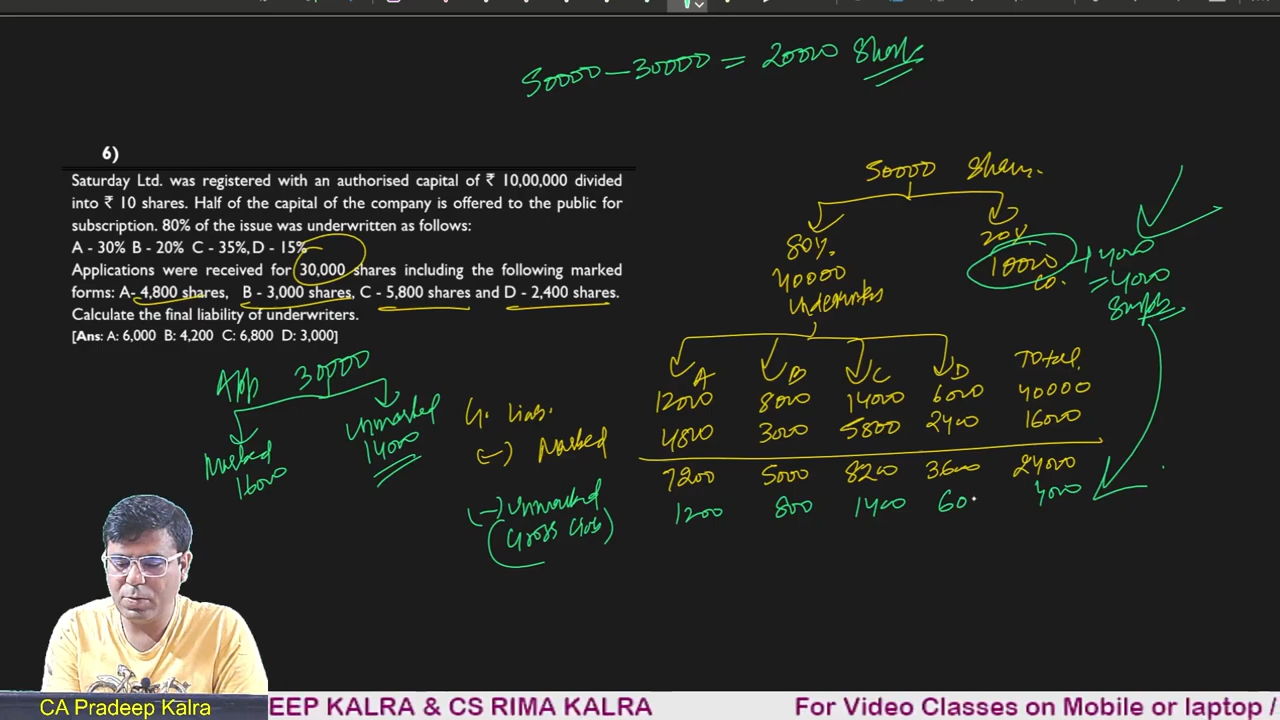 50000 - 30000 = 20000 Shares
6)
Saturday Ltd. was registered with an authorised capital of ₹ 10,00,000 divided
into ₹ 10 shares. Half of the capital of the company is offered to the public for
subscription. 80% of the issue was underwritten as follows:
A - 30% B - 20% C - 35%, D - 15%
Applications were received for 30,000 shares including the following marked
forms: A- 4,800 shares, B - 3,000 shares, C - 5,800 shares and D - 2,400 shares.
Calculate the final liability of underwriters.
[Ans: A: 6,000 B: 4,200 C: 6,800 D: 3,000]
50000 Shares.
80%
40000
Underwriters
20%
10000
Co.
14000
= 4000
Surplus
App 30000
Marked
16000
Unmarked
14000
A B C D Total
G. Liab. 12000 8000 14000 6000 40000
(-) Marked 4800 3000 5800 2400 16000
7200 5000 8200 3600 24000
(-) Unmarked 1200 800 1400 60 4000
(Gross Liab)
CA Pradeep Kalra
EEP KALRA & CS RIMA KALRA
For Video Classes on Mobile or laptop /